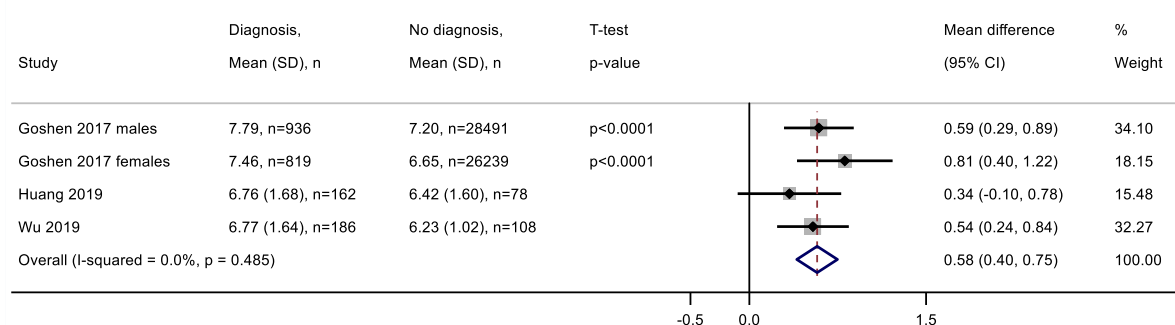 Diagnosis, No diagnosis, T-test Mean difference %
Study Mean (SD), n Mean (SD), n p-value (95% CI) Weight
Goshen 2017 males 7.79, n=936 7.20, n=28491 p<0.0001 0.59 (0.29, 0.89) 34.10
Goshen 2017 females 7.46, n=819 6.65, n=26239 p<0.0001 0.81 (0.40, 1.22) 18.15
Huang 2019 6.76 (1.68), n=162 6.42 (1.60), n=78 0.34 (-0.10, 0.78) 15.48
Wu 2019 6.77 (1.64), n=186 6.23 (1.02), n=108 0.54 (0.24, 0.84) 32.27
Overall (I-squared = 0.0%, p = 0.485) 0.58 (0.40, 0.75) 100.00
-0.5 0.0 1.5